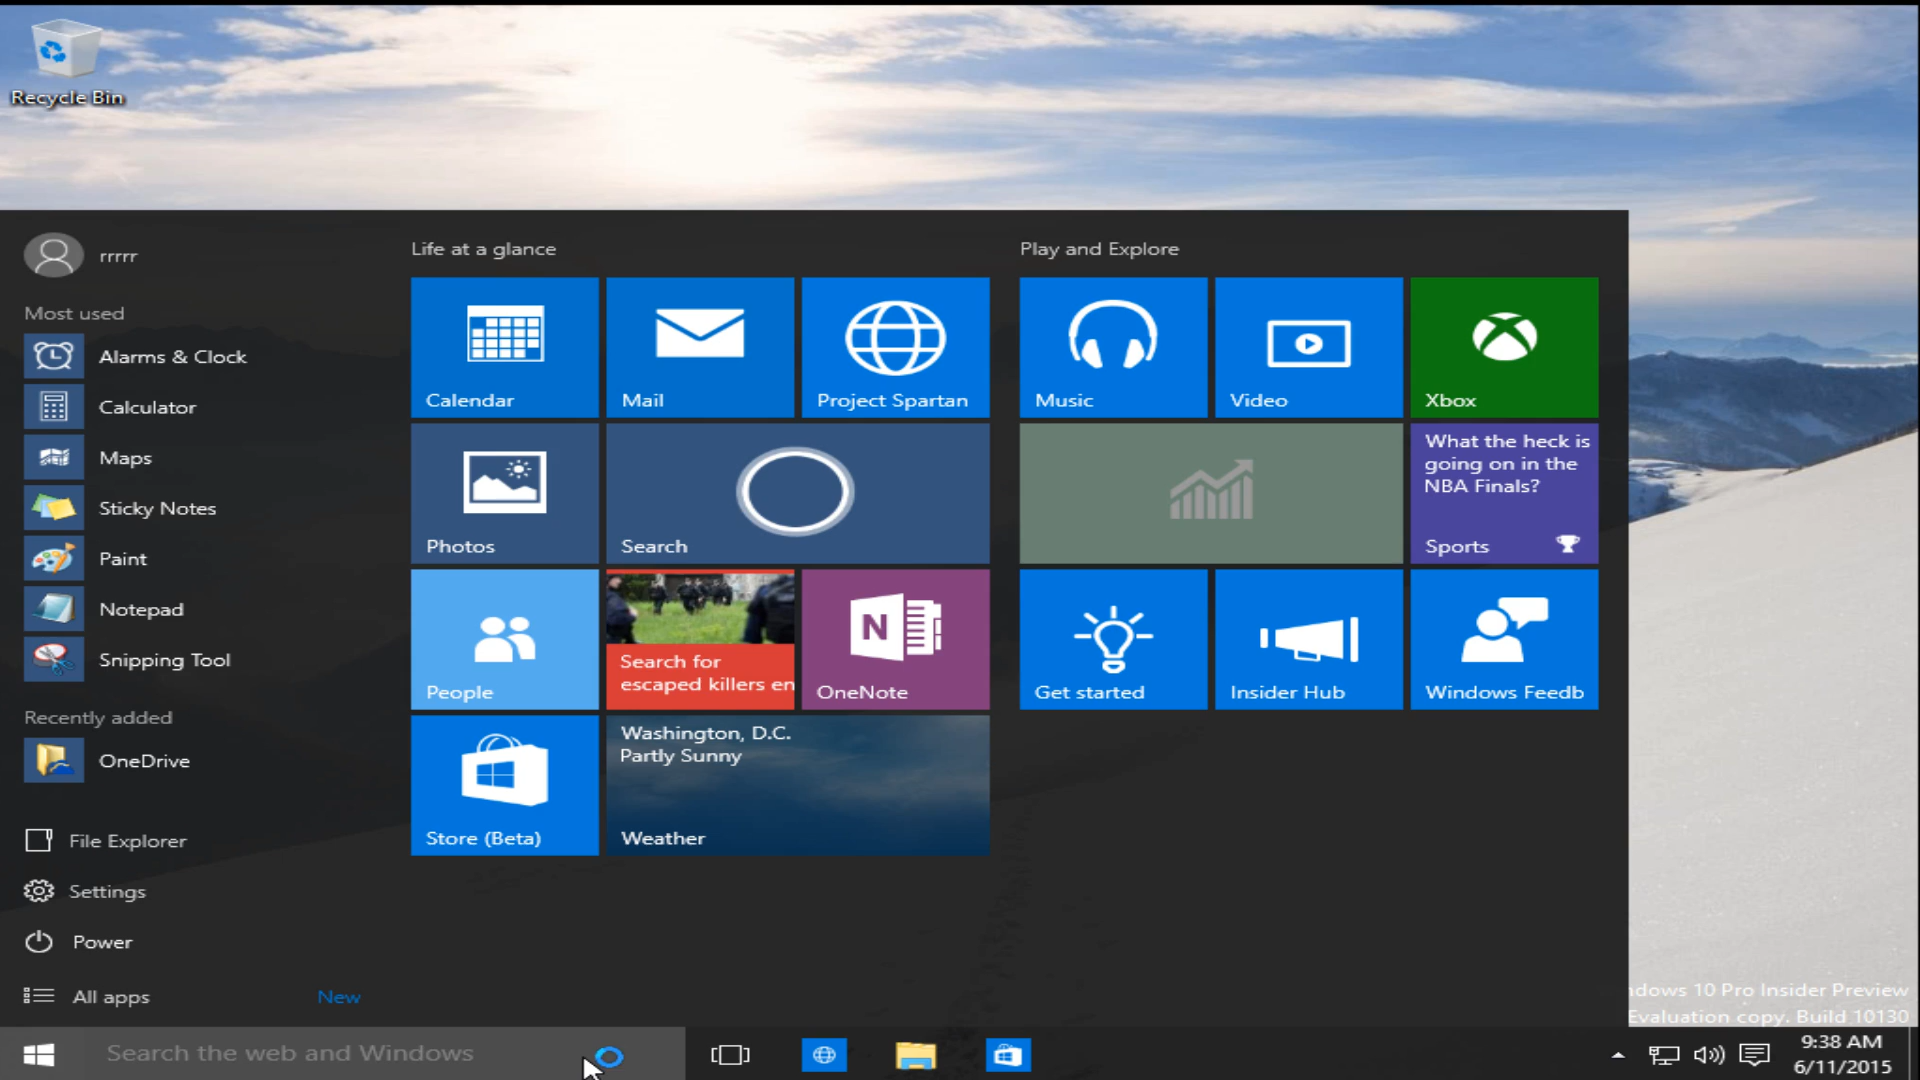 Recycle Bin
rrrrr
Most used
Alarms & Clock
Calculator
Maps
Sticky Notes
Paint
Notepad
Snipping Tool
Recently added
OneDrive
File Explorer
Settings
Power
All apps
New
Life at a glance
Calendar
Mail
Project Spartan
Photos
Search
People
Search for
escaped killers en
N
OneNote
Store (Beta)
Washington, D.C.
Partly Sunny
Weather
Play and Explore
Music
Video
Xbox
What the heck is
going on in the
NBA Finals?
Sports
Get started
Insider Hub
Windows Feedb
ndows 10 Pro Insider Preview
Evaluation copy. Build 10130
Search the web and Windows
9:38 AM
6/11/2015